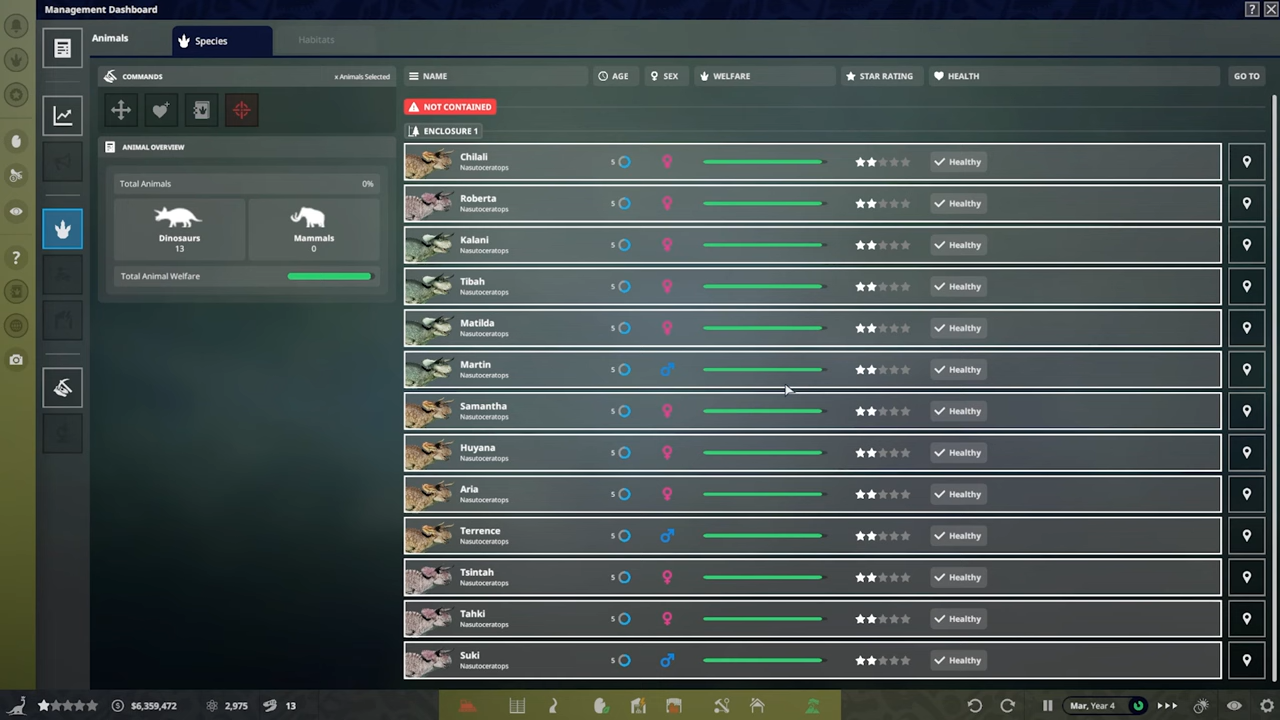 Management Dashboard
?
Animals
Species
Habitats
COMMANDS
x Animals Selected
NAME
AGE
SEX
WELFARE
STAR RATING
HEALTH
GO TO
NOT CONTAINED
ENCLOSURE 1
ANIMAL OVERVIEW
Total Animals
0%
Dinosaurs
13
Mammals
0
Total Animal Welfare
Chilali
Nasutoceratops
5
Healthy
Roberta
Nasutoceratops
5
Healthy
Kalani
Nasutoceratops
5
Healthy
Tibah
Nasutoceratops
5
Healthy
Matilda
Nasutoceratops
5
Healthy
Martin
Nasutoceratops
5
Healthy
Samantha
Nasutoceratops
5
Healthy
Huyana
Nasutoceratops
5
Healthy
Aria
Nasutoceratops
5
Healthy
Terrence
Nasutoceratops
5
Healthy
Tsintah
Nasutoceratops
5
Healthy
Tahki
Nasutoceratops
5
Healthy
Suki
Nasutoceratops
5
Healthy
?
$6,359,472
2,975
13
Mar, Year 4